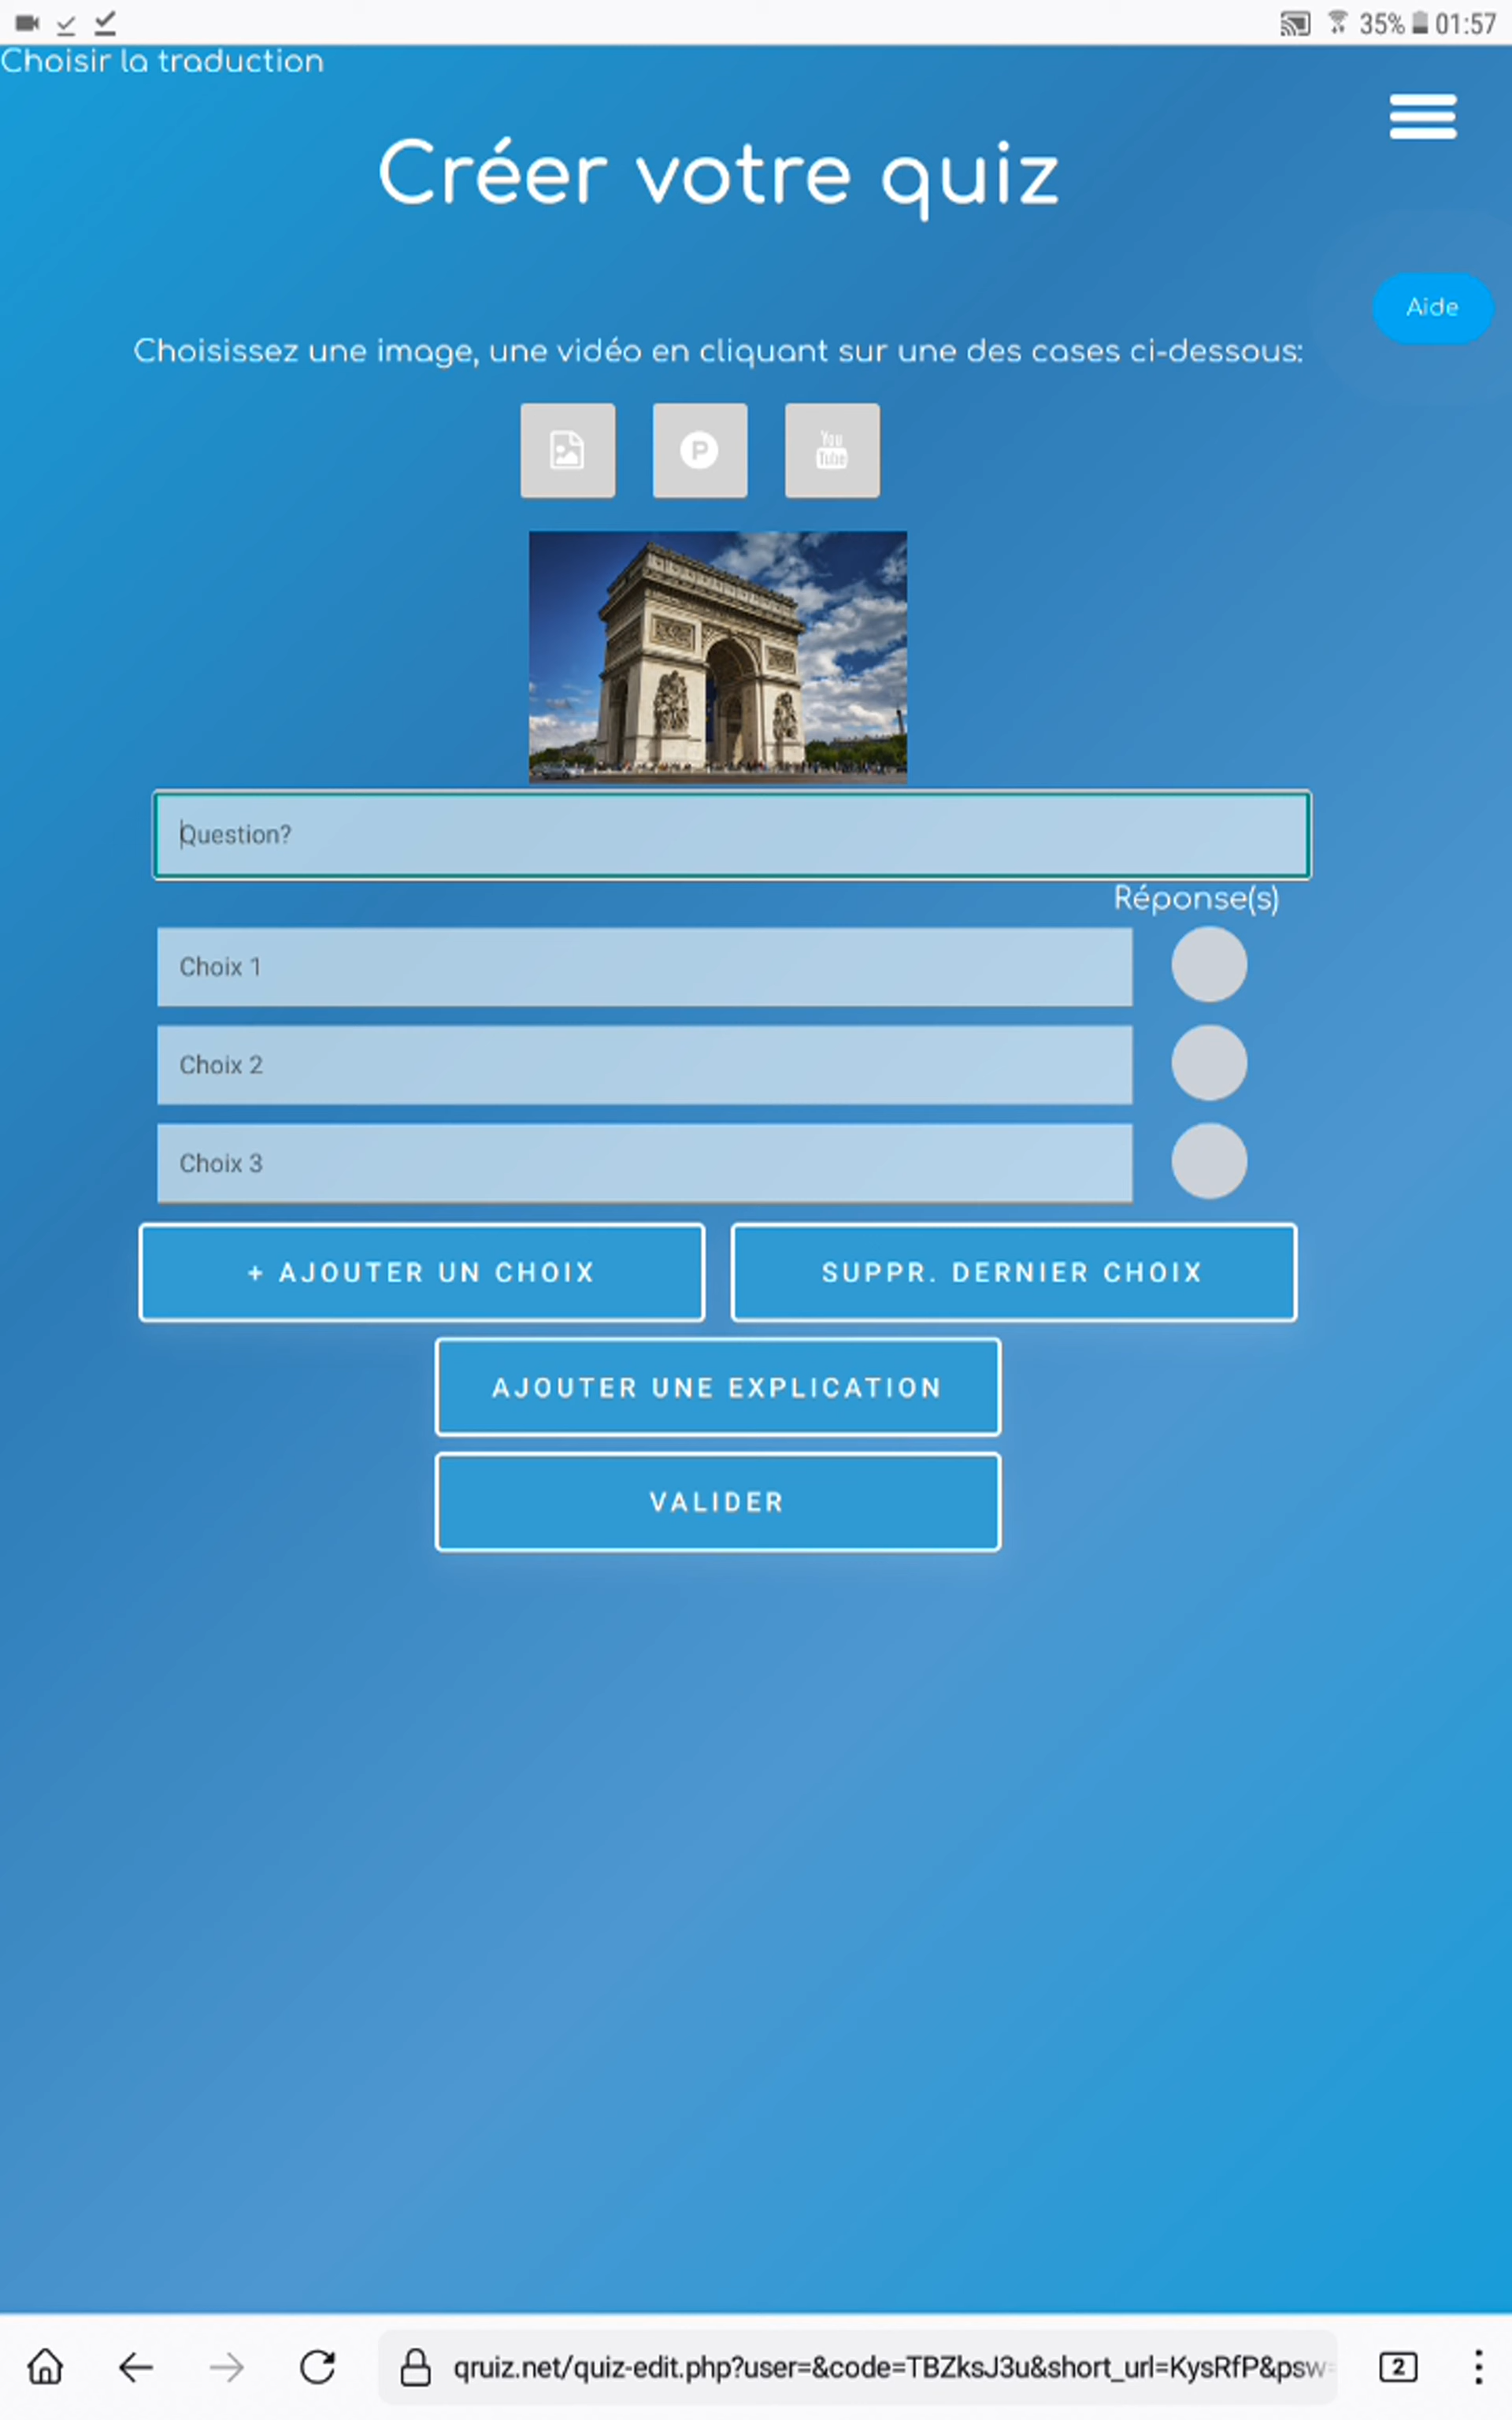 35% 01:57
Choisir la traduction
Créer votre quiz
Aide
Choisissez une image, une vidéo en cliquant sur une des cases ci-dessous:
P
You
Tube
Question?
Réponse(s)
Choix 1
Choix 2
Choix 3
+ AJOUTER UN CHOIX
SUPPR. DERNIER CHOIX
AJOUTER UNE EXPLICATION
VALIDER
qruiz.net/quiz-edit.php?user=&code=TBZksJ3u&short_url=KysRfP&psw=
2